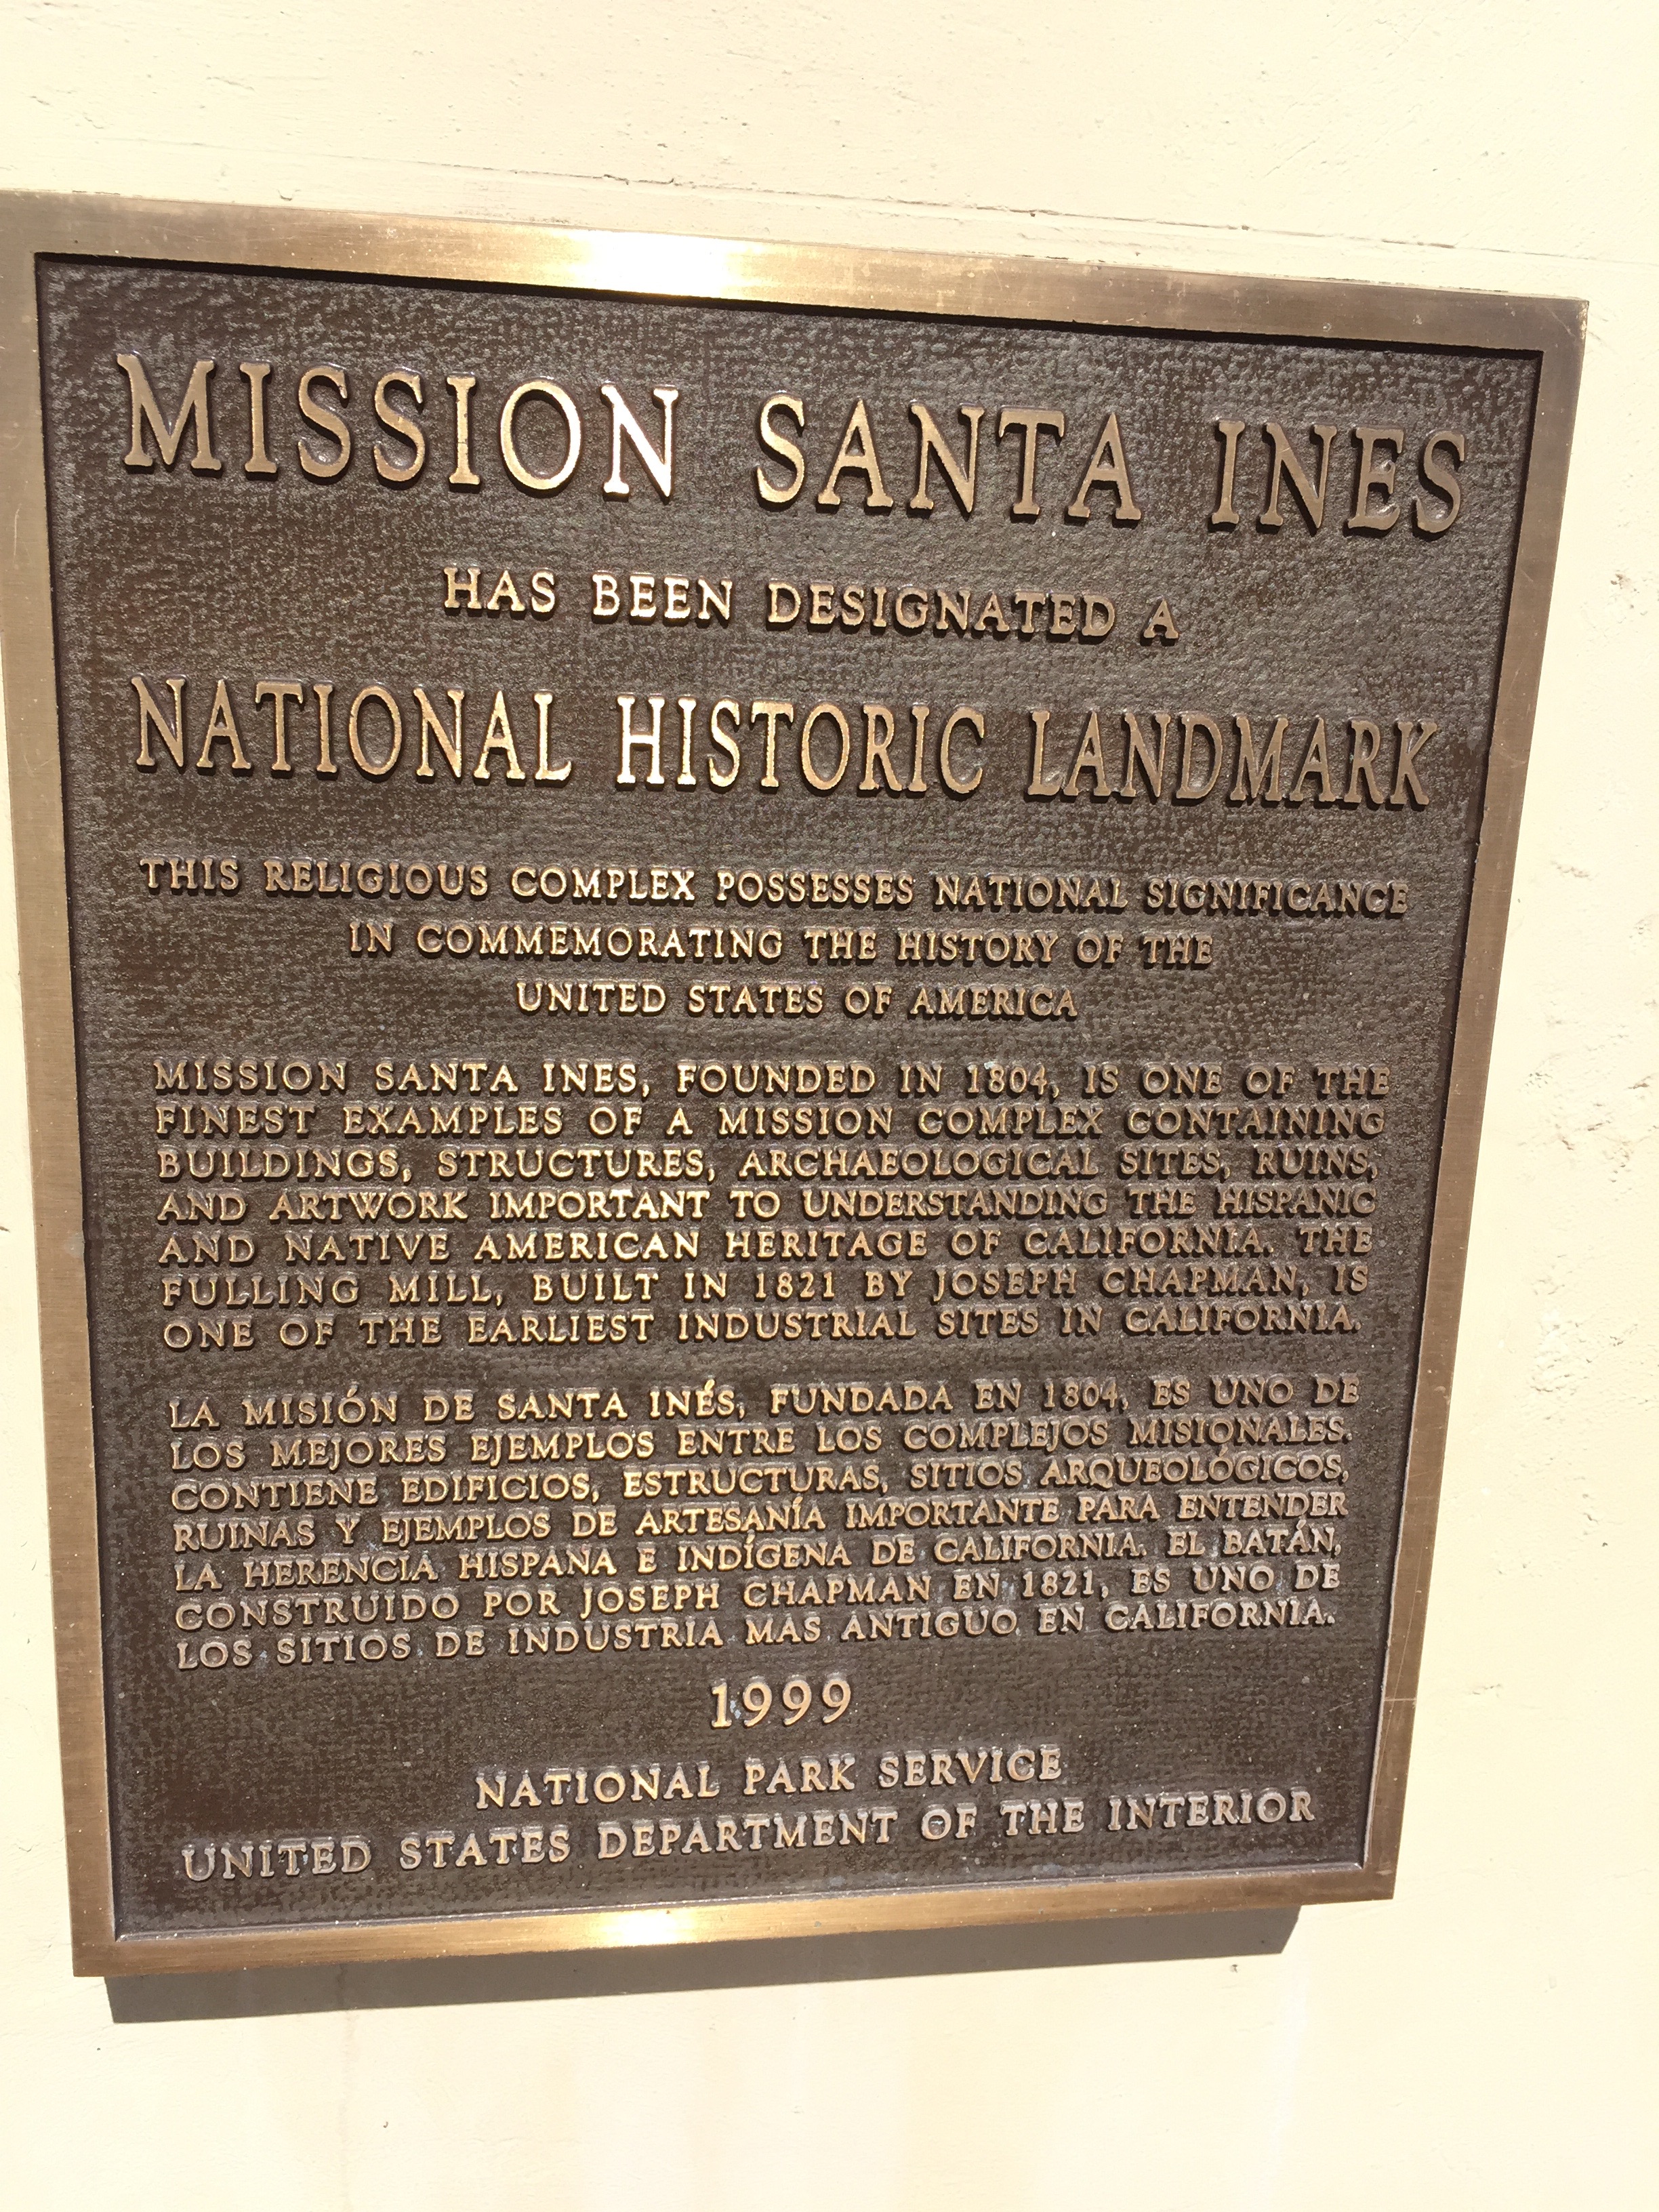 MISSION SANTA INES
HAS BEEN DESIGNATED A
NATIONAL HISTORIC LANDMARK
THIS RELIGIOUS COMPLEX POSSESSES NATIONAL SIGNIFICANCE
IN COMMEMORATING THE HISTORY OF THE
UNITED STATES OF AMERICA
MISSION SANTA INES, FOUNDED IN 1804, IS ONE OF THE
FINEST EXAMPLES OF A MISSION COMPLEX CONTAINING
BUILDINGS, STRUCTURES, ARCHAEOLOGICAL SITES, RUINS,
AND ARTWORK IMPORTANT TO UNDERSTANDING THE HISPANIC
AND NATIVE AMERICAN HERITAGE OF CALIFORNIA. THE
FULLING MILL, BUILT IN 1821 BY JOSEPH CHAPMAN, IS
ONE OF THE EARLIEST INDUSTRIAL SITES IN CALIFORNIA.
LA MISIÓN DE SANTA INÉS, FUNDADA EN 1804, ES UNO DE
LOS MEJORES EJEMPLOS ENTRE LOS COMPLEJOS MISIONALES.
CONTIENE EDIFICIOS, ESTRUCTURAS, SITIOS ARQUEOLÓGICOS,
RUINAS Y EJEMPLOS DE ARTESANÍA IMPORTANTE PARA ENTENDER
LA HERENCIA HISPANA E INDÍGENA DE CALIFORNIA. EL BATÁN,
CONSTRUIDO POR JOSEPH CHAPMAN EN 1821, ES UNO DE
LOS SITIOS DE INDUSTRIA MAS ANTIGUO EN CALIFORNIA.
1999
NATIONAL PARK SERVICE
UNITED STATES DEPARTMENT OF THE INTERIOR